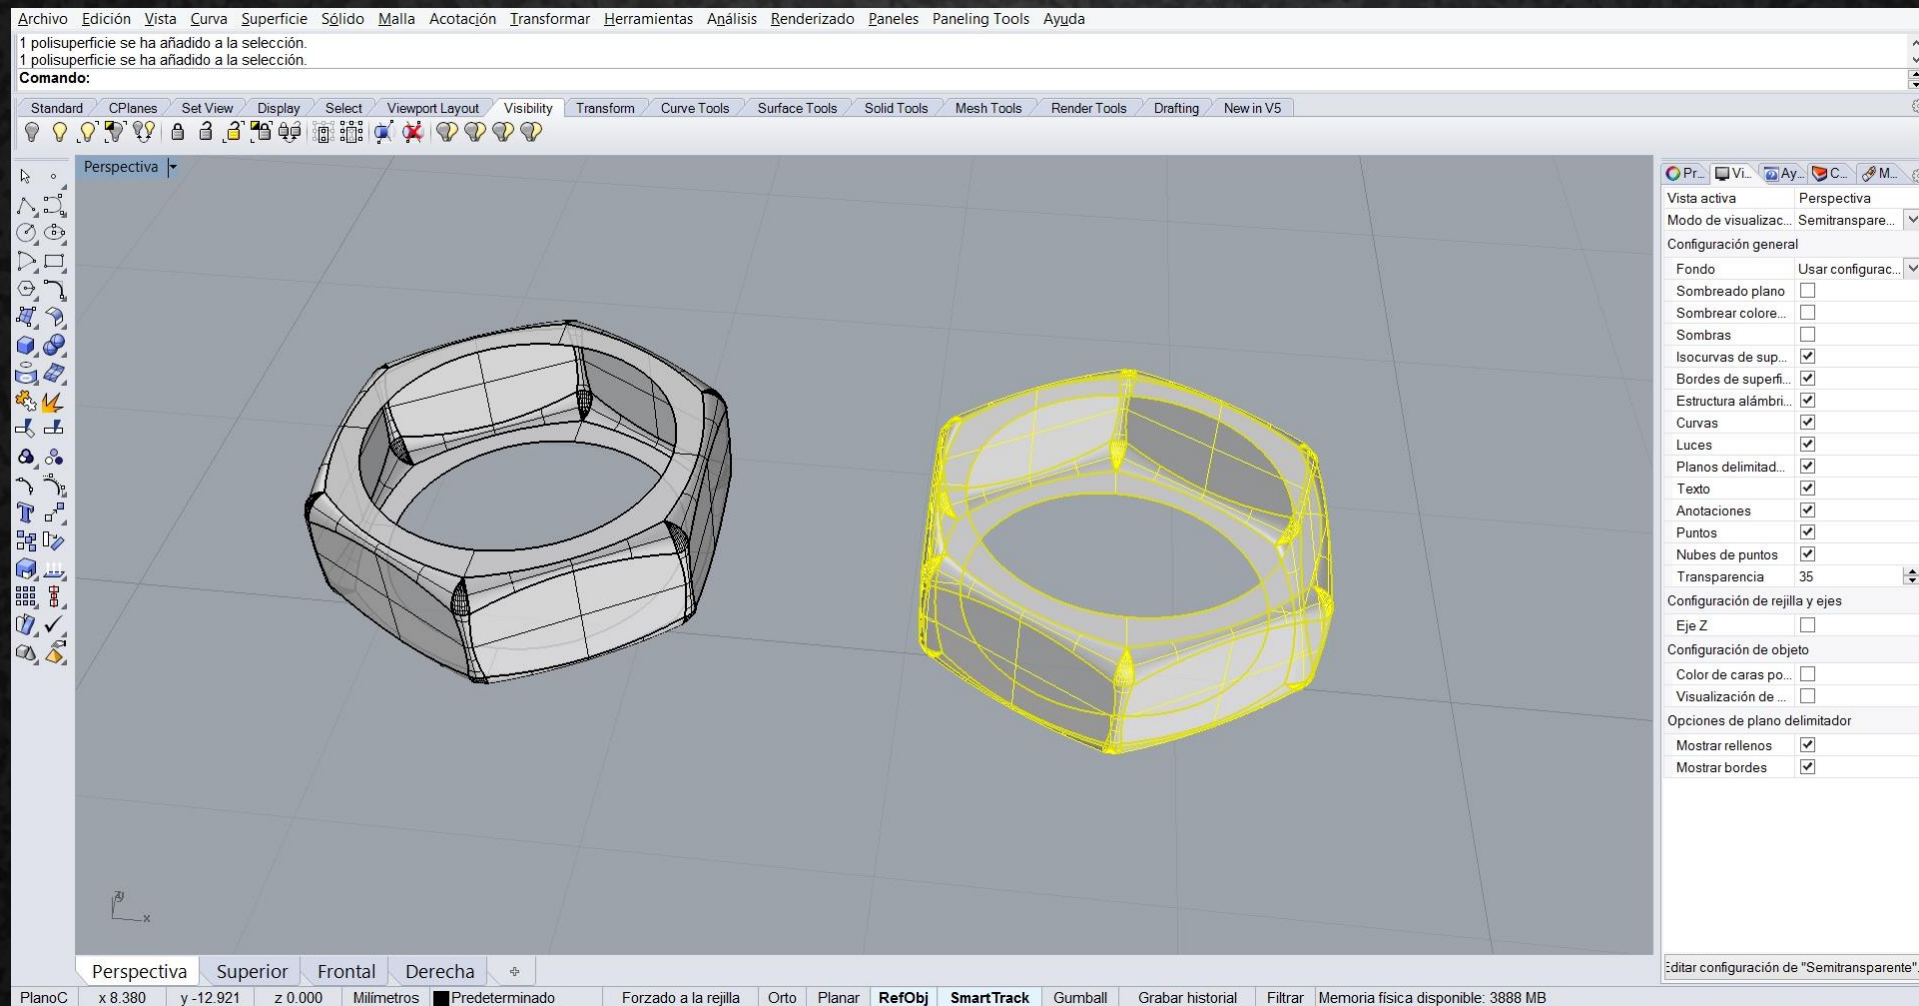 Archivo Edición Vista Curva Superficie Sólido Malla Acotación Transformar Herramientas Análisis Renderizado Paneles Paneling Tools Ayuda
1 polisuperficie se ha añadido a la selección.
1 polisuperficie se ha añadido a la selección.
Comando:
Standard CPlanes Set View Display Select Viewport Layout Visibility Transform Curve Tools Surface Tools Solid Tools Mesh Tools Render Tools Drafting New in V5
Perspectiva
Pr... Vi... Ay... C... M...
Vista activa Perspectiva
Modo de visualizac... Semitranspare...
Configuración general
Fondo Usar configurac...
Sombreado plano
Sombrear colore...
Sombras
Isocurvas de sup...
Bordes de superfi...
Estructura alámbri...
Curvas
Luces
Planos delimitad...
Texto
Anotaciones
Puntos
Nubes de puntos
Transparencia 35
Configuración de rejilla y ejes
Eje Z
Configuración de objeto
Color de caras po...
Visualización de ...
Opciones de plano delimitador
Mostrar rellenos
Mostrar bordes
x
Perspectiva Superior Frontal Derecha
Editar configuración de "Semitransparente"
PlanoC x 8.380 y -12.921 z 0.000 Milímetros Predeterminado Forzado a la rejilla Orto Planar RefObj SmartTrack Gumball Grabar historial Filtrar Memoria física disponible: 3888 MB